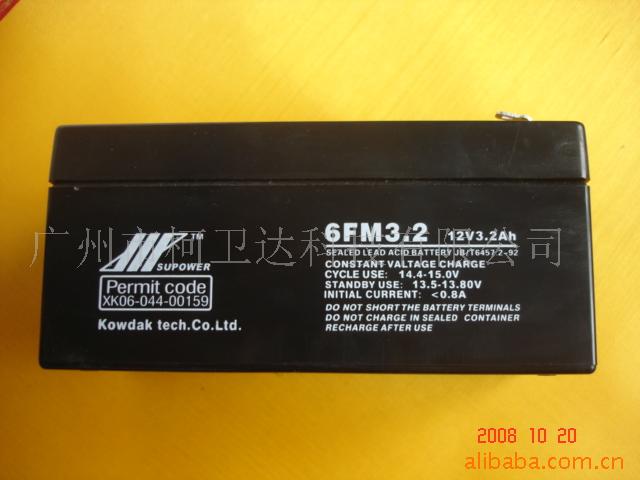 6FM3.2 12V3.2Ah
SEALED LEAD ACID BATTERY JB/T6457.2-92
CONSTANT VOLTAGE CHARGE
CYCLE USE: 14.4-15.0V
STANDBY USE: 13.5-13.80V
INITIAL CURRENT: <0.8A
DO NOT SHORT THE BATTERY TERMINALS
DO NOT CHARGE IN SEALED CONTAINER
RECHARGE AFTER USE
TM
SUPOWER
Permit code
XK06-044-00159
Kowdak tech.Co.Ltd.
广州市柯卫达科技有限公司
2008 10 20
alibaba.com.cn